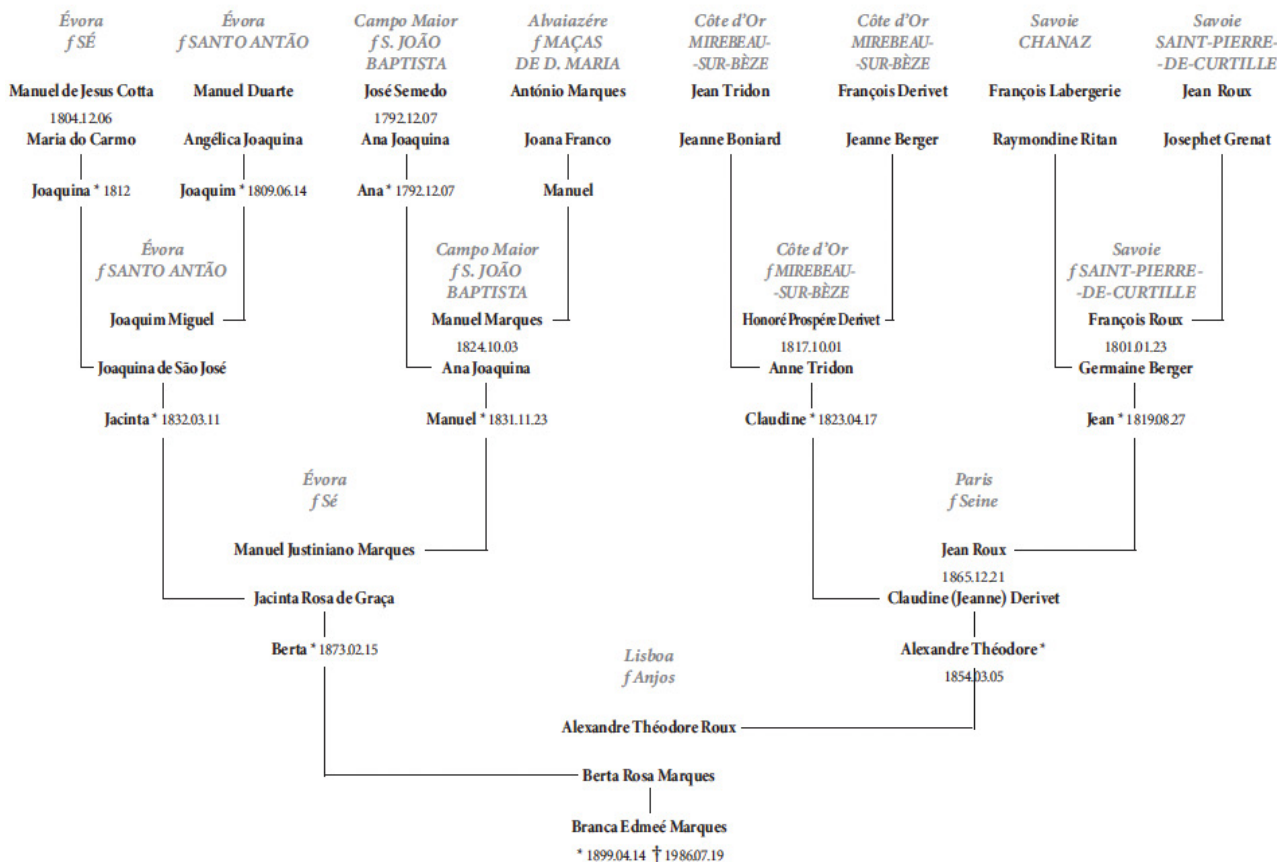 Évora
f SÉ
Évora
f SANTO ANTÃO
Campo Maior
f S. JOÃO
BAPTISTA
Alvaiazére
f MAÇAS
DE D. MARIA
Côte d'Or
MIREBEAU-
-SUR-BÈZE
Côte d'Or
MIREBEAU-
-SUR-BÈZE
Savoie
CHANAZ
Savoie
SAINT-PIERRE-
-DE-CURTILLE
Manuel de Jesus Cotta
1804.12.06
Maria do Carmo
Joaquina * 1812
Manuel Duarte
Angélica Joaquina
Joaquim * 1809.06.14
José Semedo
1792.12.07
Ana Joaquina
Ana * 1792.12.07
António Marques
Joana Franco
Manuel
Jean Tridon
Jeanne Boniard
François Derivet
Jeanne Berger
François Labergerie
Raymondine Ritan
Jean Roux
Josephet Grenat
Évora
f SANTO ANTÃO
Joaquim Miguel
Joaquina de São José
Jacinta * 1832.03.11
Campo Maior
f S. JOÃO
BAPTISTA
Manuel Marques
1824.10.03
Ana Joaquina
Manuel * 1831.11.23
Côte d'Or
f MIREBEAU-
-SUR-BÈZE
Honoré Prospére Derivet
1817.10.01
Anne Tridon
Claudine * 1823.04.17
Savoie
f SAINT-PIERRE-
-DE-CURTILLE
François Roux
1801.01.23
Germaine Berger
Jean * 1819.08.27
Évora
f Sé
Manuel Justiniano Marques
Jacinta Rosa de Graça
Berta * 1873.02.15
Paris
f Seine
Jean Roux
1865.12.21
Claudine (Jeanne) Derivet
Alexandre Théodore *
1854.03.05
Lisboa
f Anjos
Alexandre Théodore Roux
Berta Rosa Marques
Branca Edmeé Marques
* 1899.04.14 † 1986.07.19